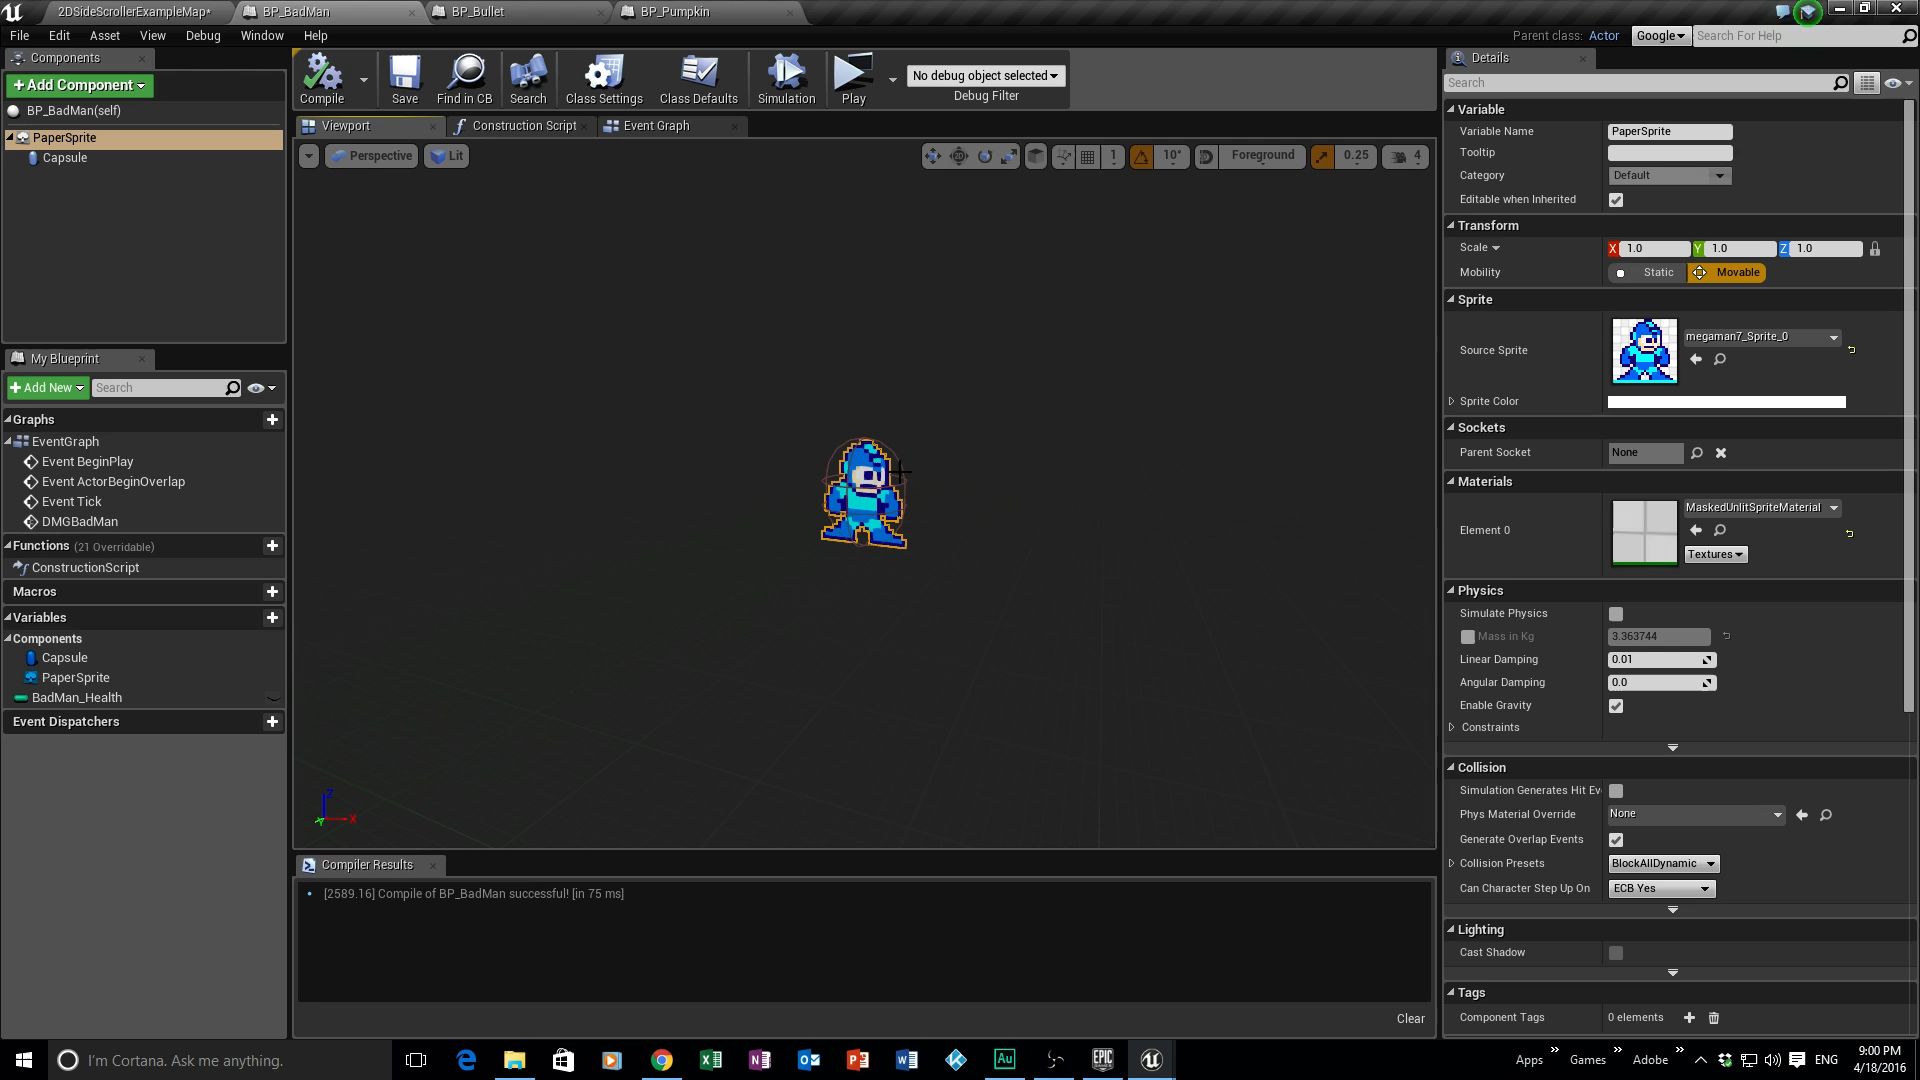 2DSideScrollerExampleMap*
BP_BadMan
BP_Bullet
BP_Pumpkin
File Edit Asset View Debug Window Help
Parent class: Actor
Google
Search For Help
Components
+Add Component
BP_BadMan(self)
PaperSprite
Capsule
My Blueprint
+Add New
Search
Graphs
EventGraph
Event BeginPlay
Event ActorBeginOverlap
Event Tick
DMGBadMan
Functions (21 Overridable)
ConstructionScript
Macros
Variables
Components
Capsule
PaperSprite
BadMan_Health
Event Dispatchers
Compile
Save
Find in CB
Search
Class Settings
Class Defaults
Simulation
Play
No debug object selected
Debug Filter
Viewport
Construction Script
Event Graph
Perspective
Lit
1
10°
Foreground
0.25
4
Z
X
Y
Compiler Results
• [2589.16] Compile of BP_BadMan successful! [in 75 ms]
Clear
Details
Search
Variable
Variable Name PaperSprite
Tooltip
Category Default
Editable when Inherited
Transform
Scale X 1.0 Y 1.0 Z 1.0
Mobility Static Movable
Sprite
Source Sprite megaman7_Sprite_0
Sprite Color
Sockets
Parent Socket None
Materials
Element 0 MaskedUnlitSpriteMaterial
Textures
Physics
Simulate Physics
Mass in Kg 3.363744
Linear Damping 0.01
Angular Damping 0.0
Enable Gravity
Constraints
Collision
Simulation Generates Hit Ev
Phys Material Override None
Generate Overlap Events
Collision Presets BlockAllDynamic
Can Character Step Up On ECB Yes
Lighting
Cast Shadow
Tags
Component Tags 0 elements
I'm Cortana. Ask me anything.
Au
EPIC GAMES
Apps » Games » Adobe »
ENG
9:00 PM
4/18/2016